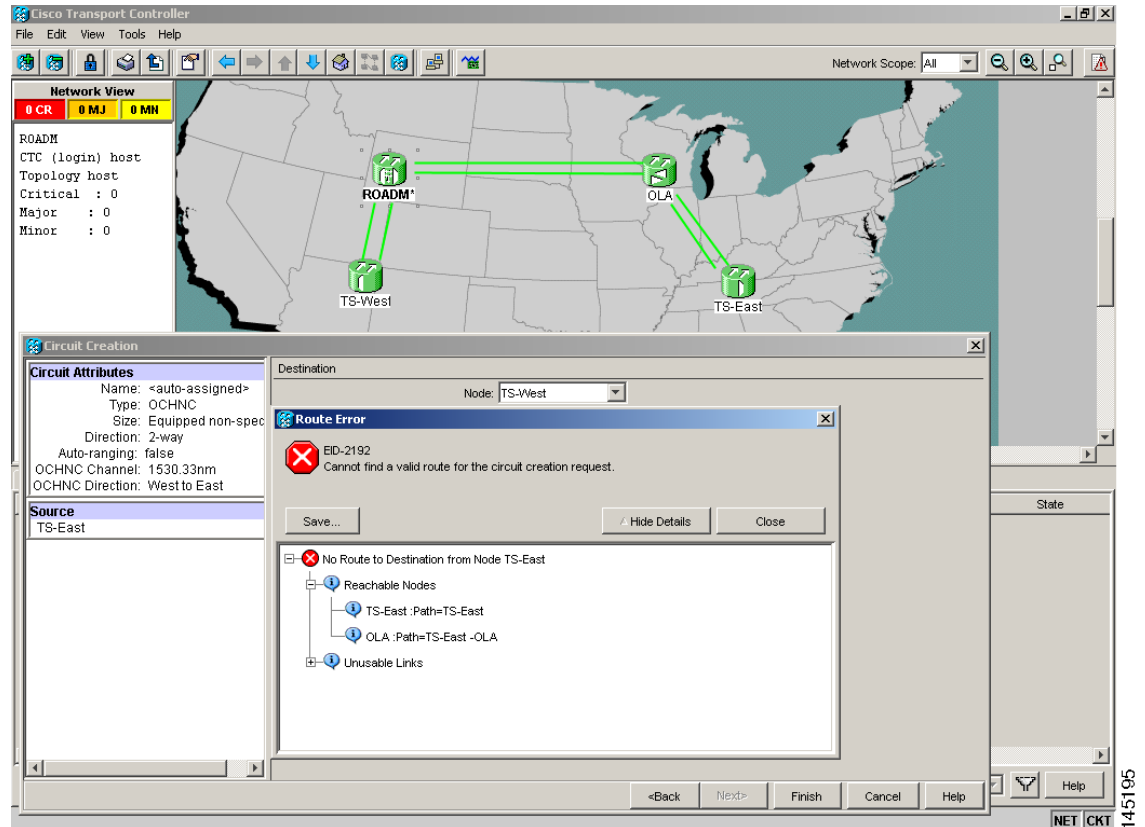 Cisco Transport Controller
File Edit View Tools Help
Network Scope: All
Network View
0 CR 0 MJ 0 MN
ROADM
CTC (login) host
Topology host
Critical : 0
Major : 0
Minor : 0
ROADM*
OLA
TS-West
TS-East
Circuit Creation
Circuit Attributes
Name: <auto-assigned>
Type: OCHNC
Size: Equipped non-spec
Direction: 2-way
Auto-ranging: false
OCHNC Channel: 1530.33nm
OCHNC Direction: West to East
Source
TS-East
Destination
Node: TS-West
Route Error
EID-2192
Cannot find a valid route for the circuit creation request.
Save... Hide Details Close
No Route to Destination from Node TS-East
Reachable Nodes
TS-East :Path=TS-East
OLA :Path=TS-East -OLA
Unusable Links
State
<Back Next> Finish Cancel Help
Help
NET CKT
145195